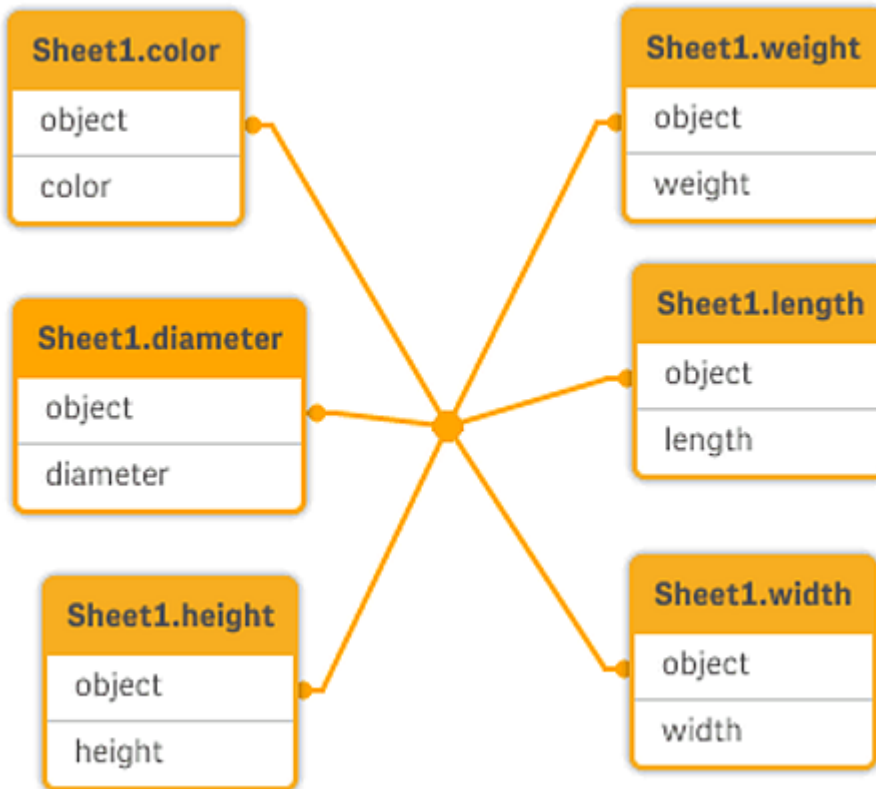 Sheet1.color
object
color
Sheet1.weight
object
weight
Sheet1.diameter
object
diameter
Sheet1.length
object
length
Sheet1.height
object
height
Sheet1.width
object
width